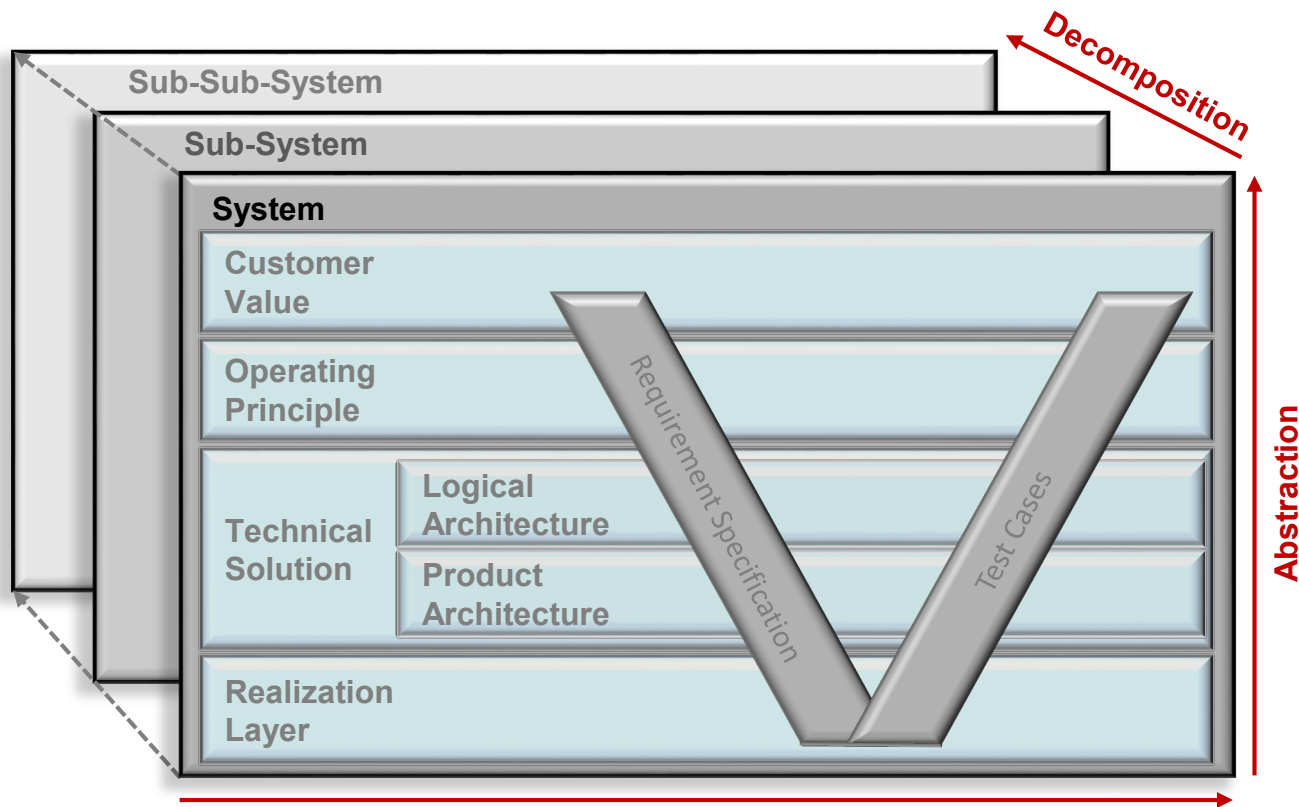 Decomposition
Sub-Sub-System
Sub-System
System
Customer
Value
Operating
Principle
Requirement Specification
Test Cases
Technical
Solution
Logical
Architecture
Product
Architecture
Realization
Layer
Abstraction